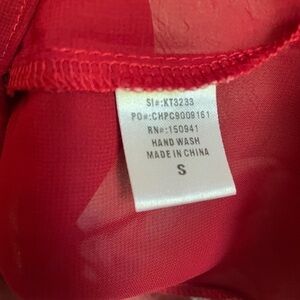 SI#:KT3233
PO#:CHPC9009161
RN#:150941
HAND WASH
MADE IN CHINA
S